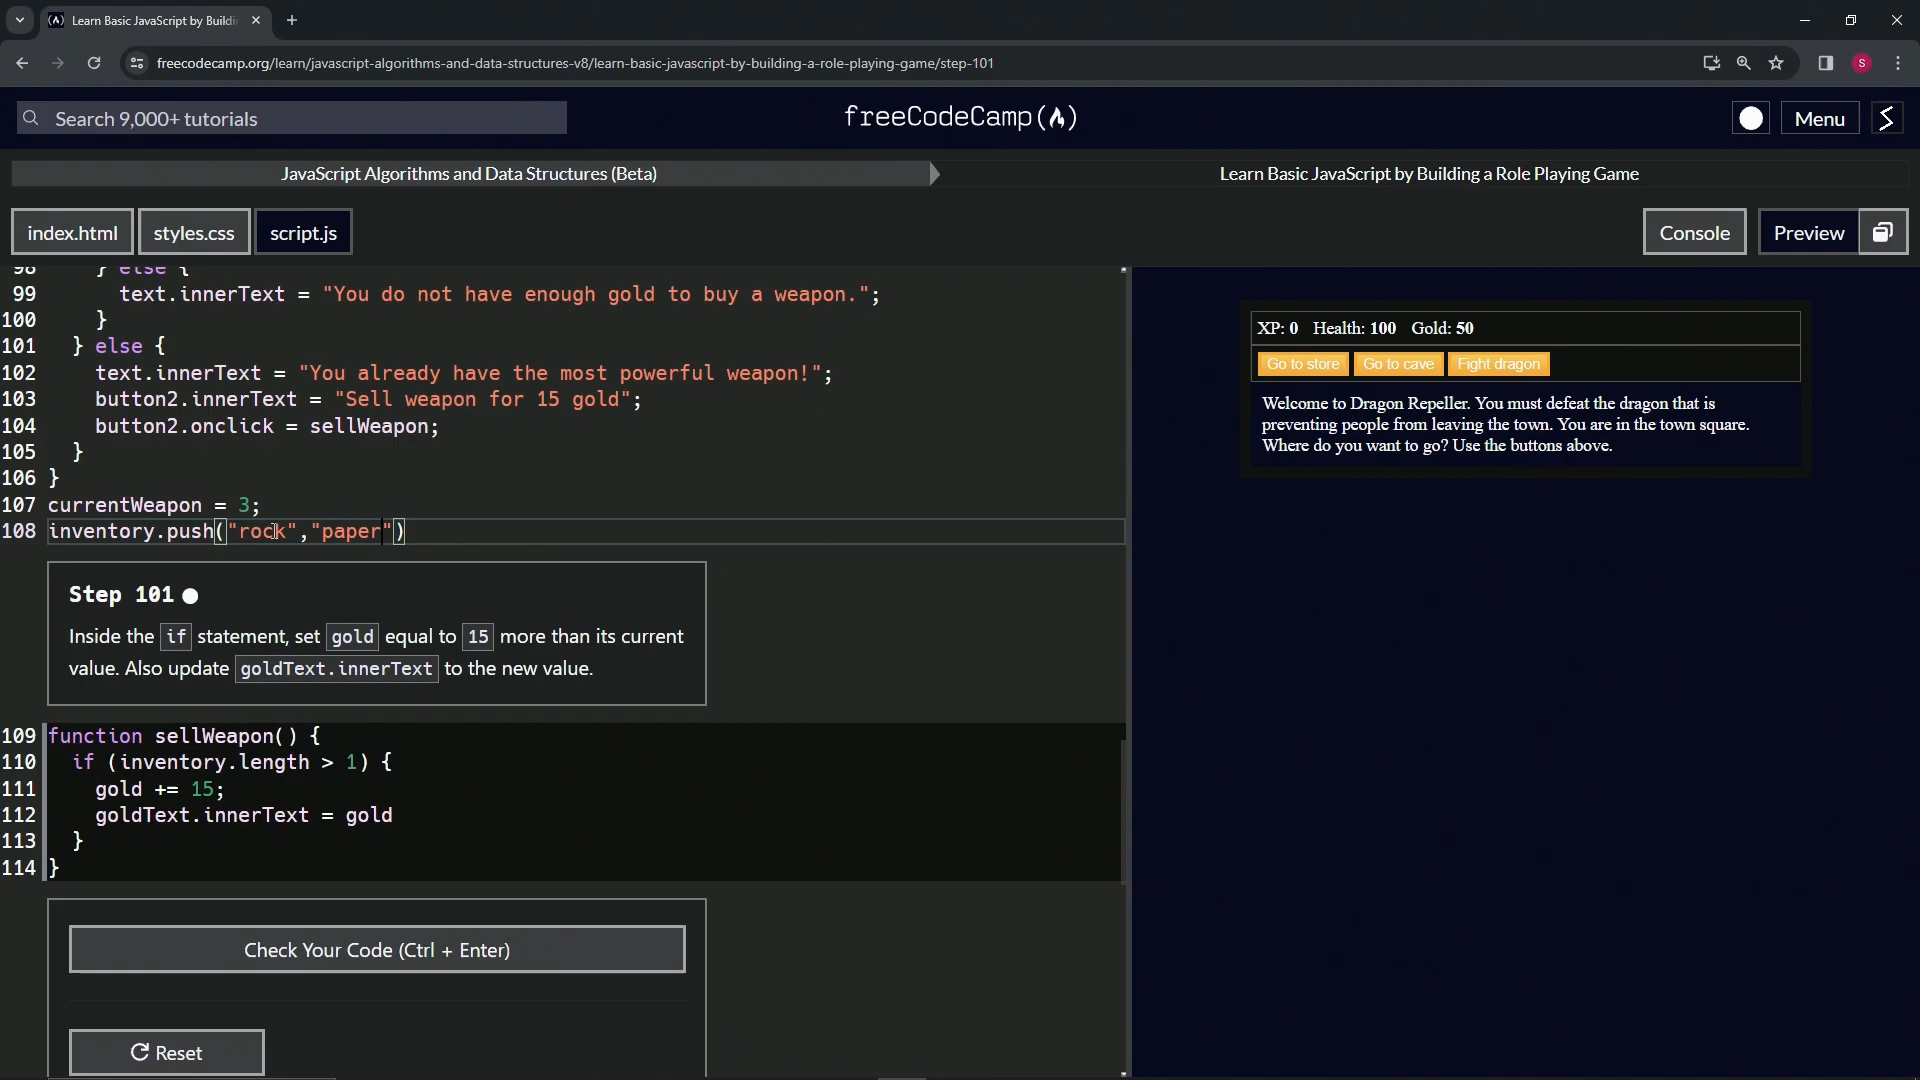 Learn Basic JavaScript by Buildi
freecodecamp.org/learn/javascript-algorithms-and-data-structures-v8/learn-basic-javascript-by-building-a-role-playing-game/step-101
S
Search 9,000+ tutorials
freeCodeCamp
Menu
JavaScript Algorithms and Data Structures (Beta)
Learn Basic JavaScript by Building a Role Playing Game
index.html
styles.css
script.js
Console
Preview
98 } else {
99 text.innerText = "You do not have enough gold to buy a weapon.";
100 }
101 } else {
102 text.innerText = "You already have the most powerful weapon!";
103 button2.innerText = "Sell weapon for 15 gold";
104 button2.onclick = sellWeapon;
105 }
106 }
107 currentWeapon = 3;
108 inventory.push("rock","paper")
Step 101
Inside the if statement, set gold equal to 15 more than its current
value. Also update goldText.innerText to the new value.
109 function sellWeapon() {
110 if (inventory.length > 1) {
111 gold += 15;
112 goldText.innerText = gold
113 }
114 }
Check Your Code (Ctrl + Enter)
Reset
XP: 0 Health: 100 Gold: 50
Go to store
Go to cave
Fight dragon
Welcome to Dragon Repeller. You must defeat the dragon that is
preventing people from leaving the town. You are in the town square.
Where do you want to go? Use the buttons above.